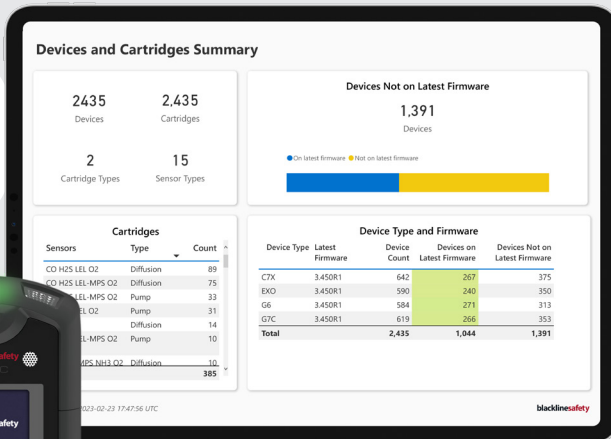 Devices and Cartridges Summary
2435
Devices
2,435
Cartridges
2
Cartridge Types
15
Sensor Types
Devices Not on Latest Firmware
1,391
Devices
On latest firmware Not on latest firmware
Cartridges
Sensors Type Count
CO H2S LEL O2 Diffusion 89
CO H2S LEL-MPS O2 Diffusion 75
LEL-MPS O2 Pump 33
EL O2 Pump 31
Diffusion 14
EL-MPS O2 Pump 10
MPS NH3 O2 Diffusion 10
385
Device Type and Firmware
Device Type Latest Firmware Device Count Devices on Latest Firmware Devices Not on Latest Firmware
C7X 3.450R1 642 267 375
EXO 3.450R1 590 240 350
G6 3.450R1 584 271 313
G7C 3.450R1 619 266 353
Total 2,435 1,044 1,391
2023-02-23 17:47:56 UTC
blacklinesafety
safety
afety